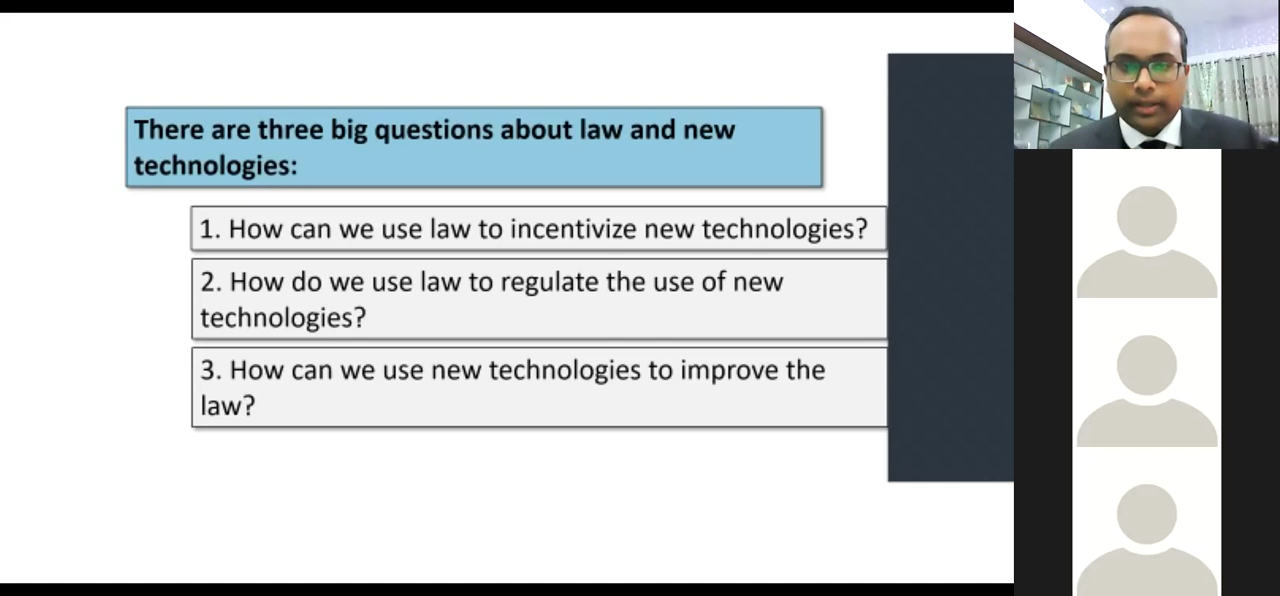 There are three big questions about law and new
technologies:
1. How can we use law to incentivize new technologies?
2. How do we use law to regulate the use of new
technologies?
3. How can we use new technologies to improve the
law?